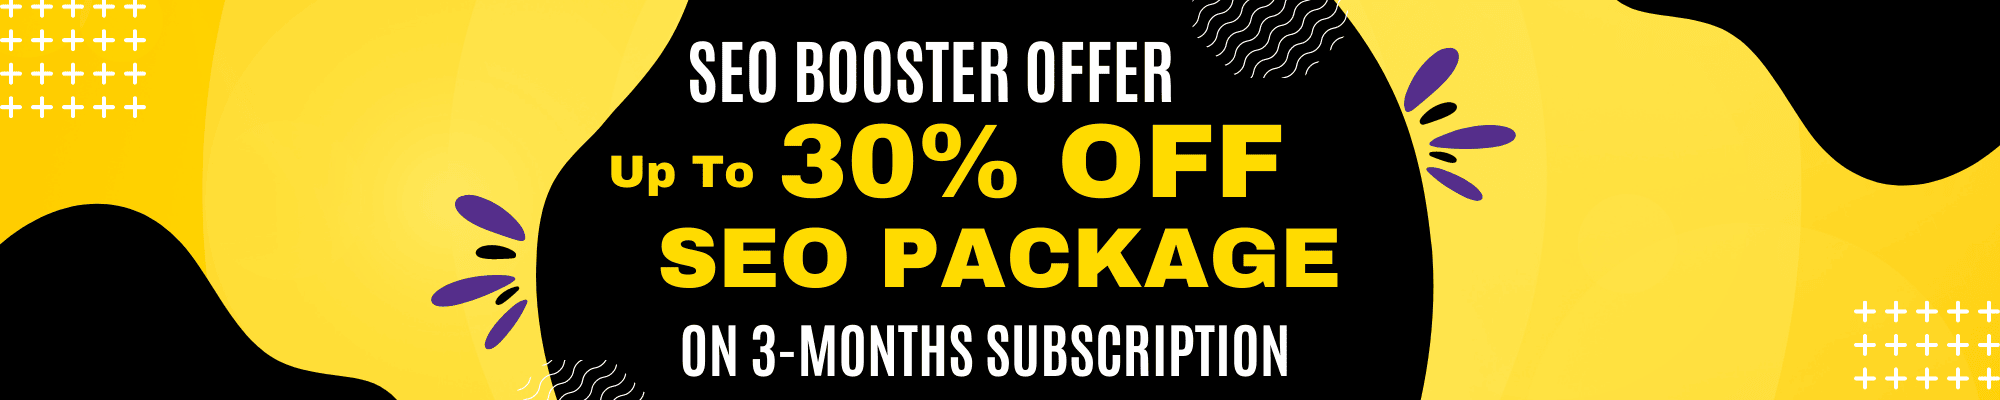 SEO BOOSTER OFFER
Up To 30% OFF
SEO PACKAGE
ON 3-MONTHS SUBSCRIPTION